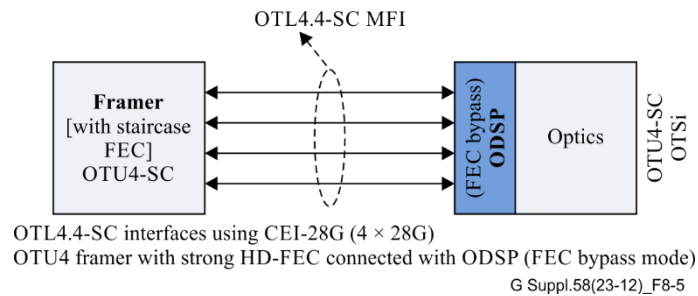 OTL4.4-SC MFI
Framer
[with staircase
FEC]
OTU4-SC
(FEC bypass)
ODSP
Optics
OTU4-SC
OTSi
OTL4.4-SC interfaces using CEI-28G (4 × 28G)
OTU4 framer with strong HD-FEC connected with ODSP (FEC bypass mode)
G Suppl.58(23-12)_F8-5